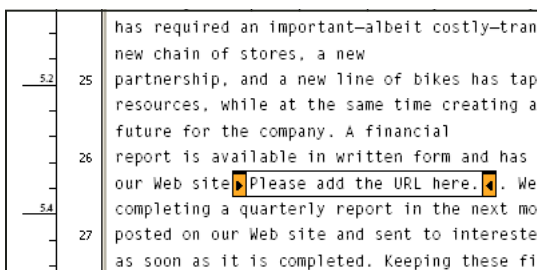 has required an important—albeit costly—tran
new chain of stores, a new
5.2 25 partnership, and a new line of bikes has tap
resources, while at the same time creating a
future for the company. A financial
26 report is available in written form and has
our Web site Please add the URL here. . We
5.4 completing a quarterly report in the next mo
27 posted on our Web site and sent to intereste
as soon as it is completed. Keeping these fi